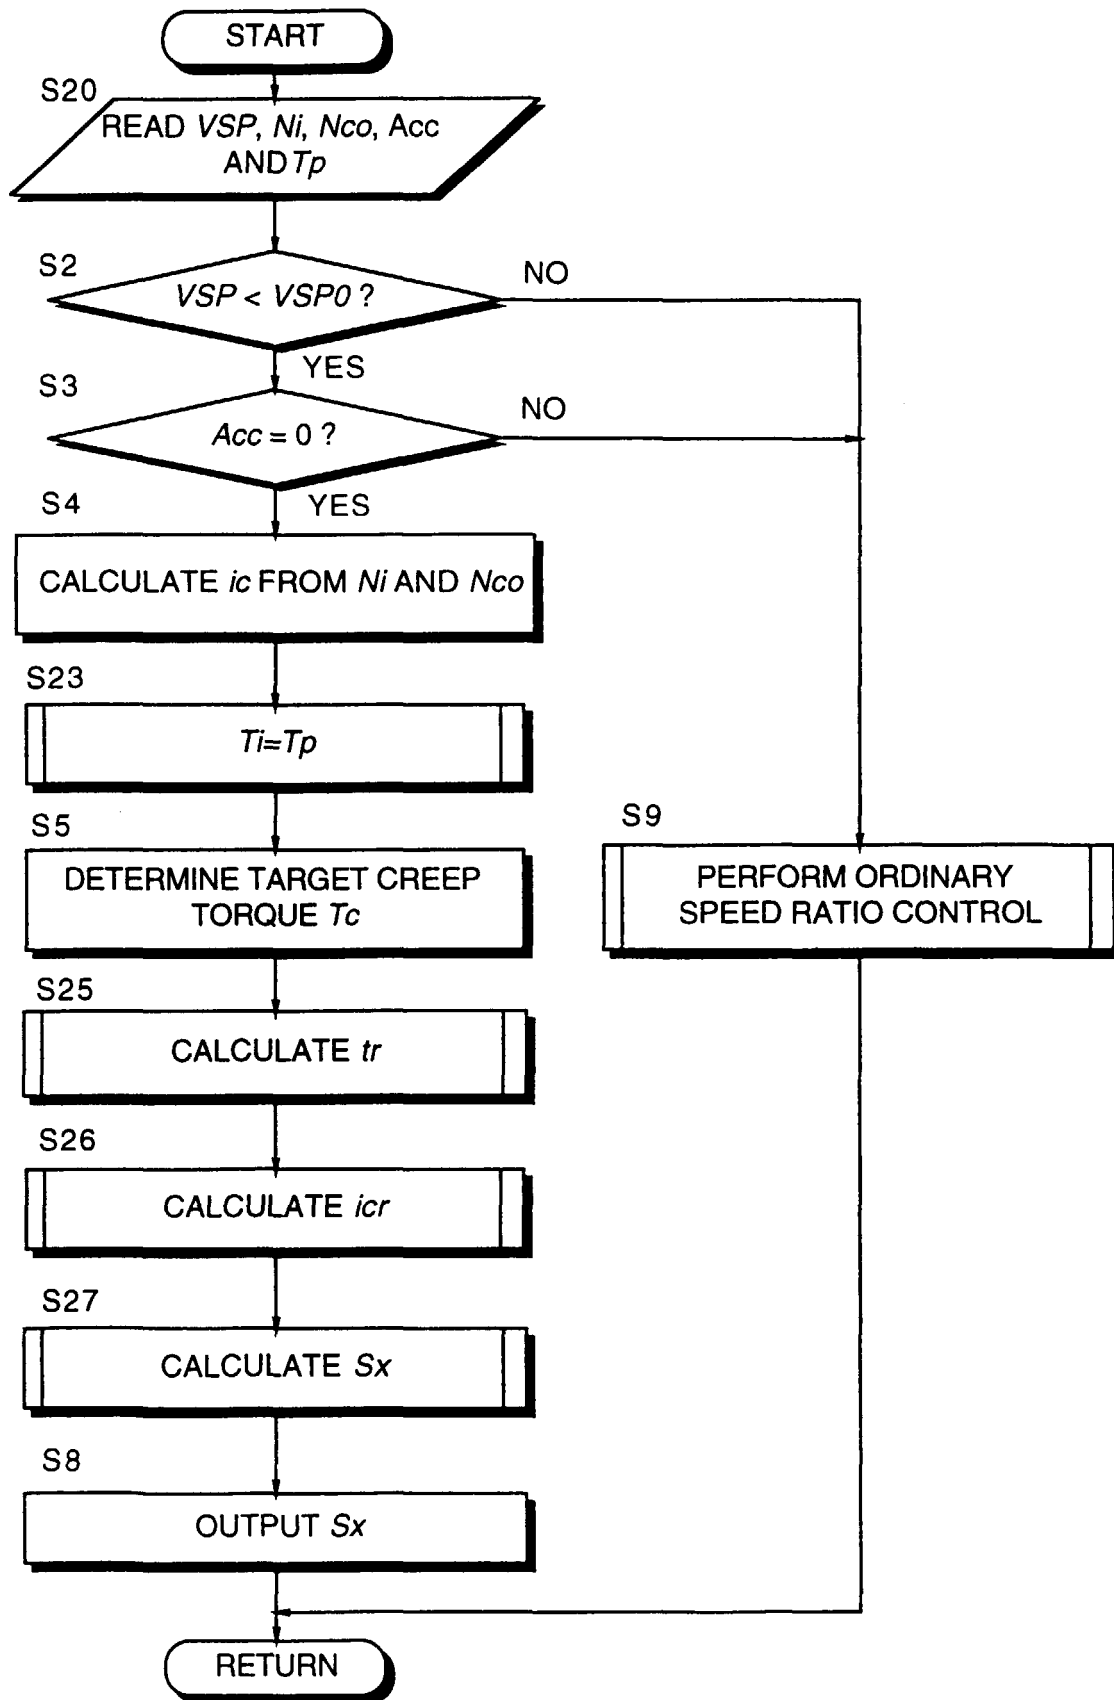 START
S20
READ VSP, Ni, Nco, Acc
AND Tp
S2
VSP < VSP0 ?
NO
YES
S3
Acc = 0 ?
NO
YES
S4
CALCULATE ic FROM Ni AND Nco
S23
Ti=Tp
S5
DETERMINE TARGET CREEP
TORQUE Tc
S9
PERFORM ORDINARY
SPEED RATIO CONTROL
S25
CALCULATE tr
S26
CALCULATE icr
S27
CALCULATE Sx
S8
OUTPUT Sx
RETURN